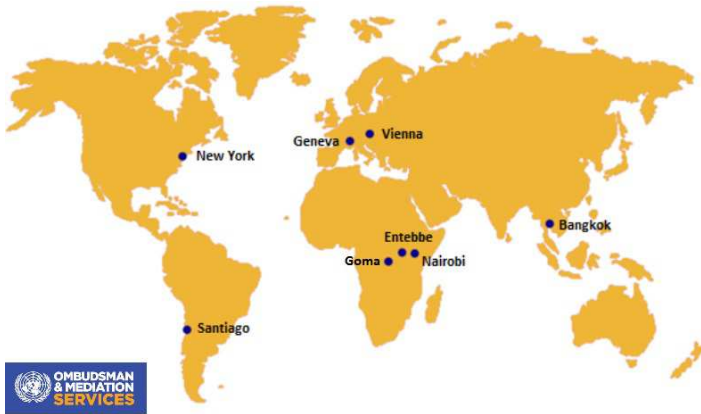 Vienna
Geneva
New York
Bangkok
Entebbe
Goma
Nairobi
Santiago
OMBUDSMAN
& MEDIATION
SERVICES